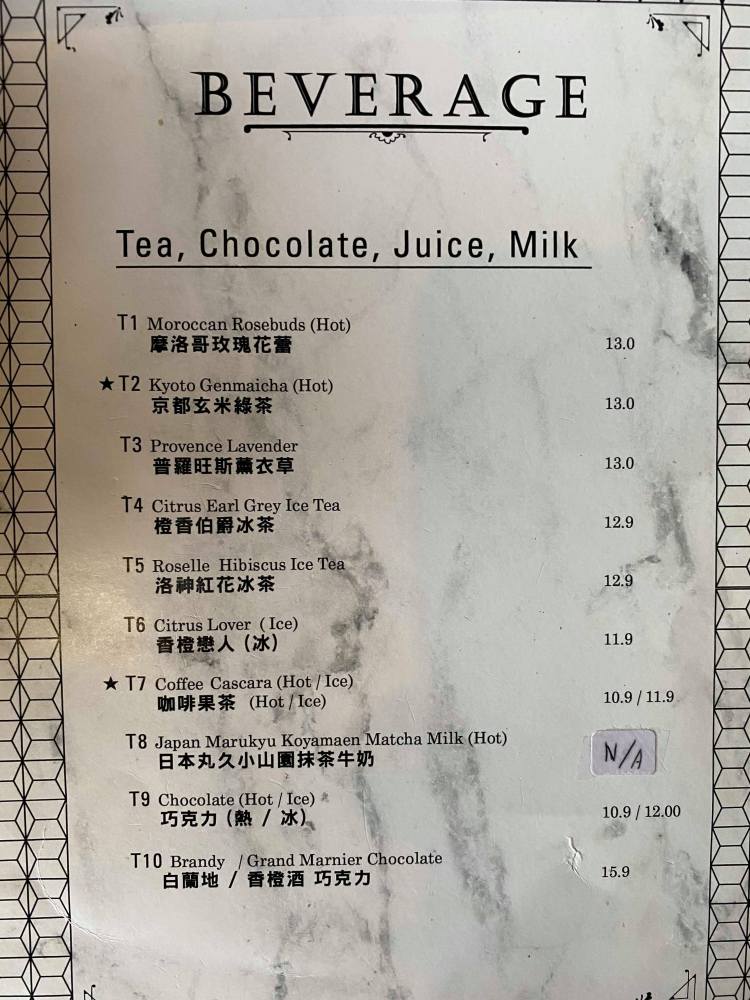 BEVERAGE
Tea, Chocolate, Juice, Milk
T1 Moroccan Rosebuds (Hot)
摩洛哥玫瑰花蕾 13.0
★ T2 Kyoto Genmaicha (Hot)
京都玄米綠茶 13.0
T3 Provence Lavender
普羅旺斯薰衣草 13.0
T4 Citrus Earl Grey Ice Tea
橙香伯爵冰茶 12.9
T5 Roselle Hibiscus Ice Tea
洛神紅花冰茶 12.9
T6 Citrus Lover ( Ice)
香橙戀人 (冰) 11.9
★ T7 Coffee Cascara (Hot / Ice)
咖啡果茶 (Hot / Ice) 10.9 / 11.9
T8 Japan Marukyu Koyamaen Matcha Milk (Hot)
日本丸久小山園抹茶牛奶 N/A
T9 Chocolate (Hot / Ice)
巧克力 (熱 / 冰) 10.9 / 12.00
T10 Brandy / Grand Marnier Chocolate
白蘭地 / 香橙酒 巧克力 15.9